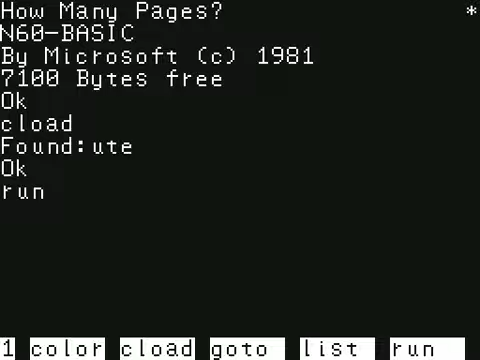 How Many Pages? *
N60-BASIC
By Microsoft (c) 1981
7100 Bytes free
Ok
cload
Found:ute
Ok
run
1 color cload goto list run